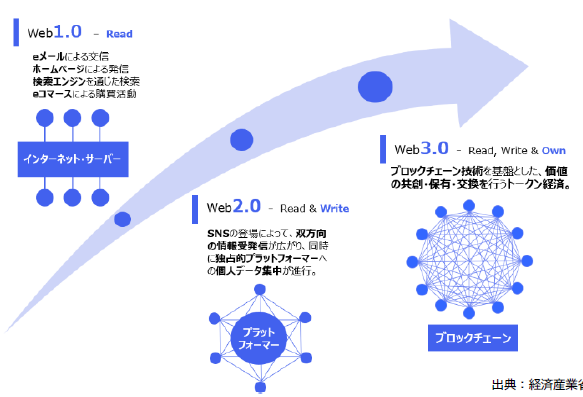 Web1.0 - Read
eメールによる交信
ホームページによる発信
検索エンジンを通じた検索
eコマースによる購買活動
インターネット・サーバー
Web2.0 - Read & Write
SNSの登場によって、双方向
の情報受発信が広がり、同時
に独占的プラットフォーマーへ
の個人データ集中が進行。
プラット
フォーマー
Web3.0 - Read, Write & Own
ブロックチェーン技術を基盤とした、価値
の共創・保有・交換を行うトークン経済。
ブロックチェーン
出典：経済産業省